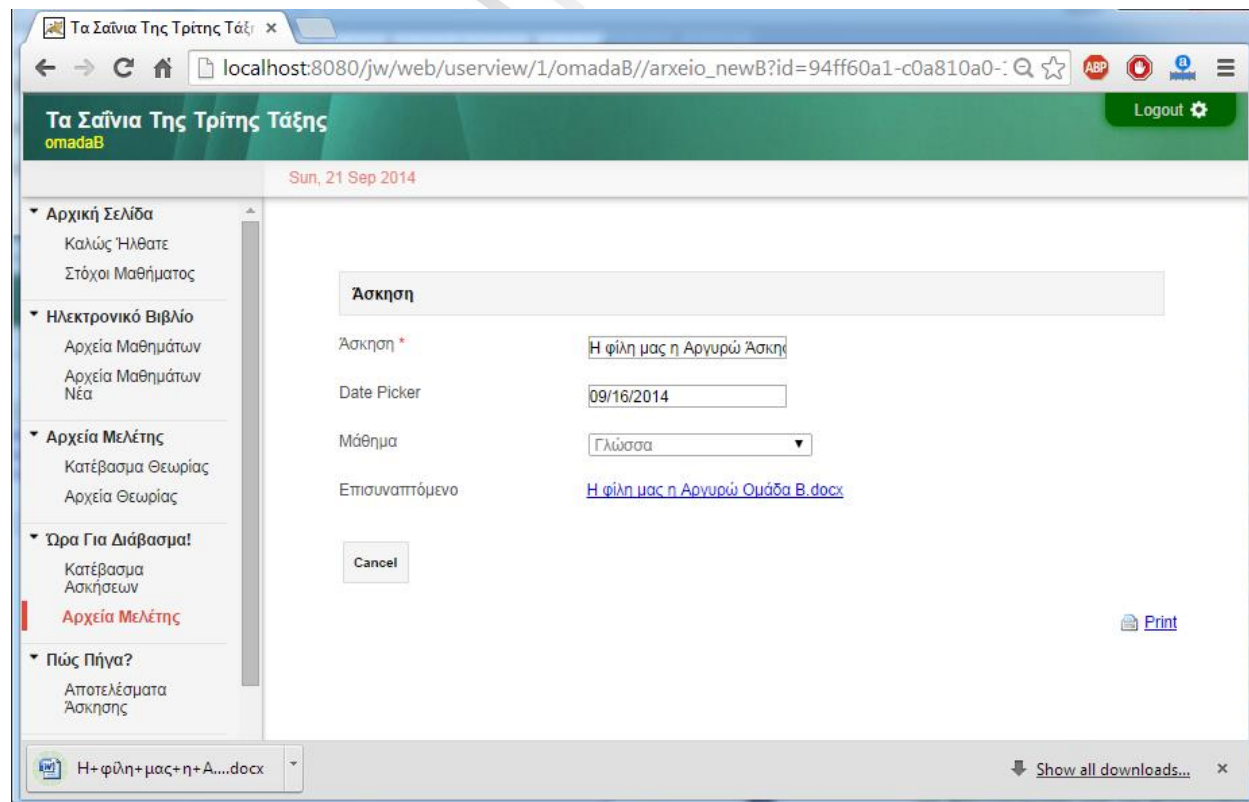 Τα Σαΐνια Της Τρίτης Τάξη
localhost:8080/jw/web/userview/1/omadaB//arxeio_newB?id=94ff60a1-c0a810a0-
ABP
Τα Σαΐνια Της Τρίτης Τάξης
Logout
omadaB
Sun, 21 Sep 2014
Αρχική Σελίδα
Καλώς Ήλθατε
Στόχοι Μαθήματος
Ηλεκτρονικό Βιβλίο
Αρχεία Μαθημάτων
Αρχεία Μαθημάτων
Νέα
Αρχεία Μελέτης
Κατέβασμα Θεωρίας
Αρχεία Θεωρίας
Ώρα Για Διάβασμα!
Κατέβασμα
Ασκήσεων
Αρχεία Μελέτης
Πώς Πήγα?
Αποτελέσματα
Άσκησης
Άσκηση
Άσκηση *
Η φίλη μας η Αργυρώ Άσκησ
Date Picker
09/16/2014
Μάθημα
Γλώσσα
Επισυναπτόμενο
Η φίλη μας η Αργυρώ Ομάδα Β.docx
Cancel
Print
Η+φίλη+μας+η+Α....docx
Show all downloads...